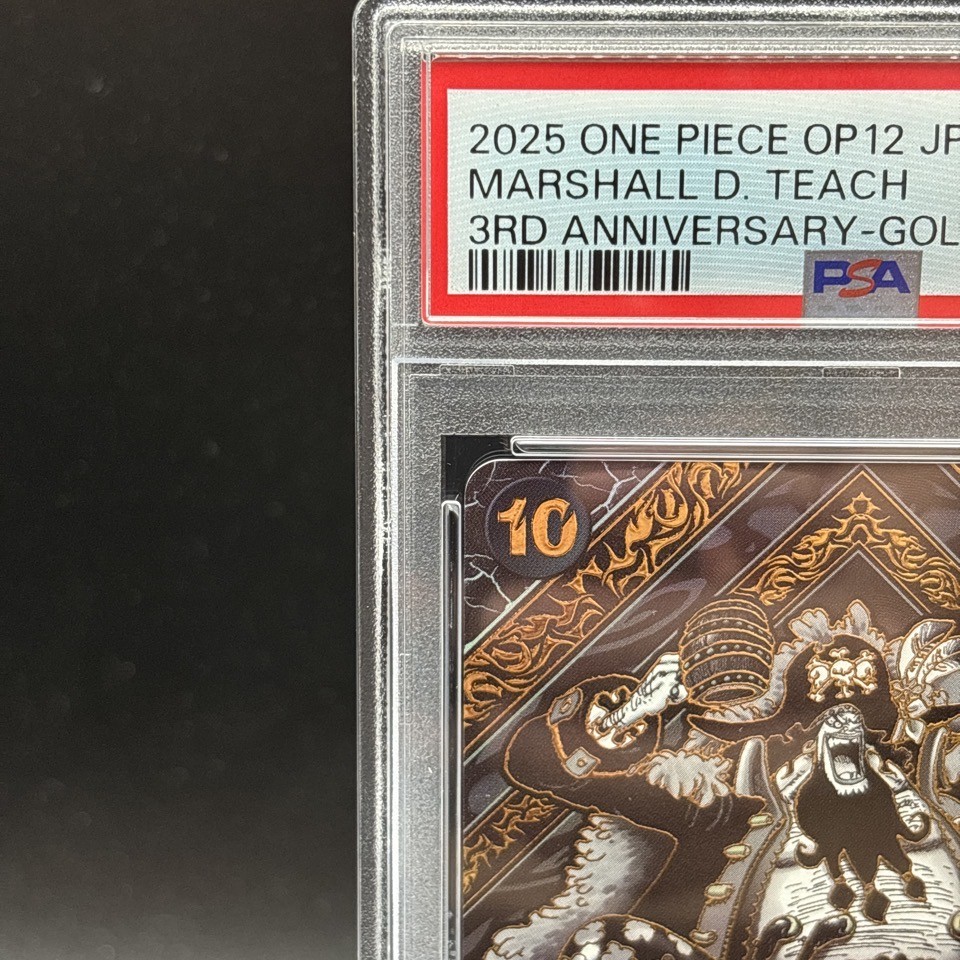 2025 ONE PIECE OP12 JP
MARSHALL D. TEACH
3RD ANNIVERSARY-GOL
PSA
10